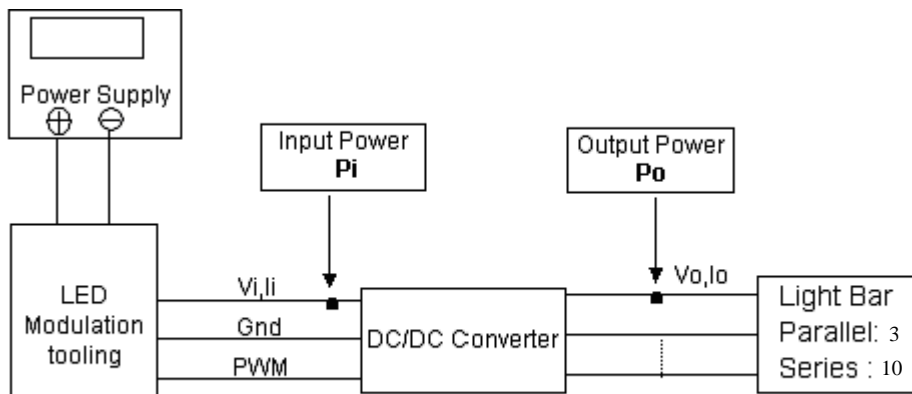 Power Supply
Input Power
Pi
Output Power
Po
LED
Modulation
tooling
Vi,Ii
Gnd
PWM
DC/DC Converter
Vo,Io
Light Bar
Parallel: 3
Series : 10